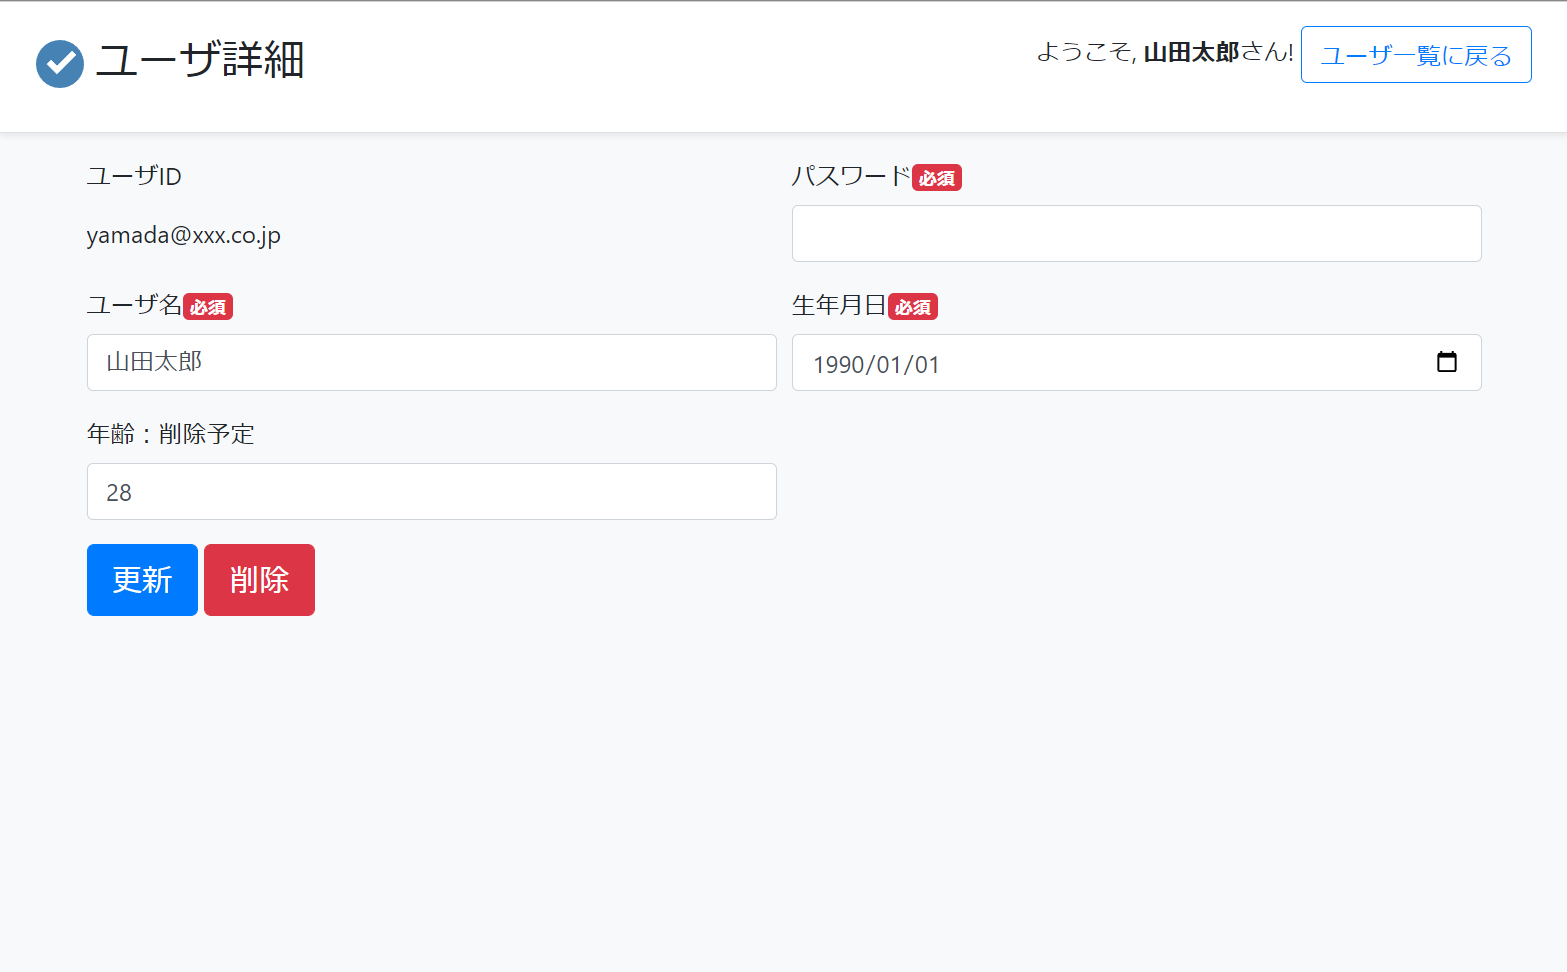 ユーザ詳細
ようこそ, 山田太郎さん!
ユーザ一覧に戻る
ユーザID
パスワード必須
yamada@xxx.co.jp
ユーザ名必須
生年月日必須
山田太郎
1990/01/01
年齢：削除予定
28
更新
削除